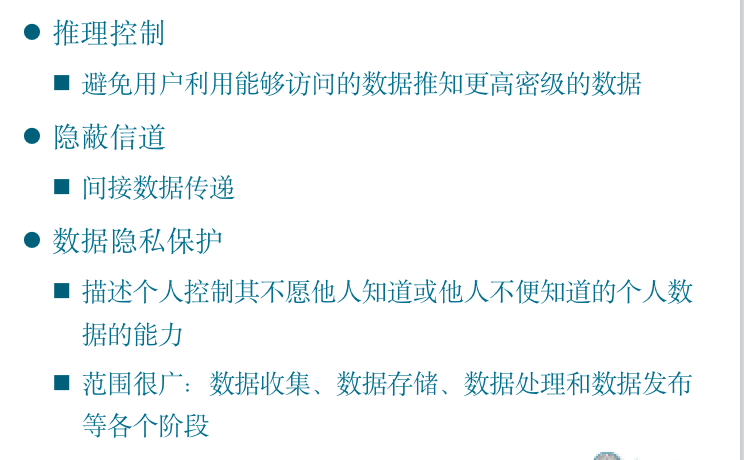 推理控制
避免用户利用能够访问的数据推知更高密级的数据
隐蔽信道
间接数据传递
数据隐私保护
描述个人控制其不愿他人知道或他人不便知道的个人数
据的能力
范围很广：数据收集、数据存储、数据处理和数据发布
等各个阶段